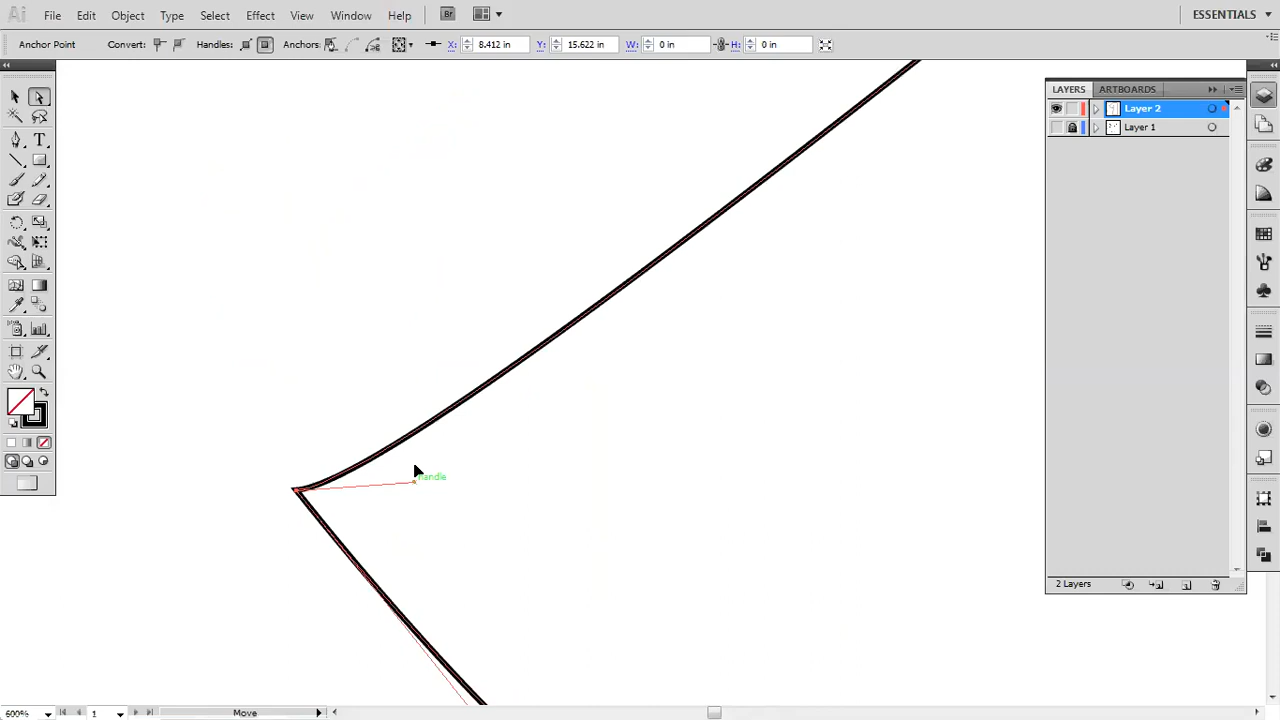 Ai File Edit Object Type Select Effect View Window Help Br ESSENTIALS
Anchor Point Convert: Handles: Anchors: X: 8.412 in Y: 15.622 in W: 0 in H: 0 in
LAYERS ARTBOARDS
Layer 2
Layer 1
T
handle
2 Layers
600% 1 Move